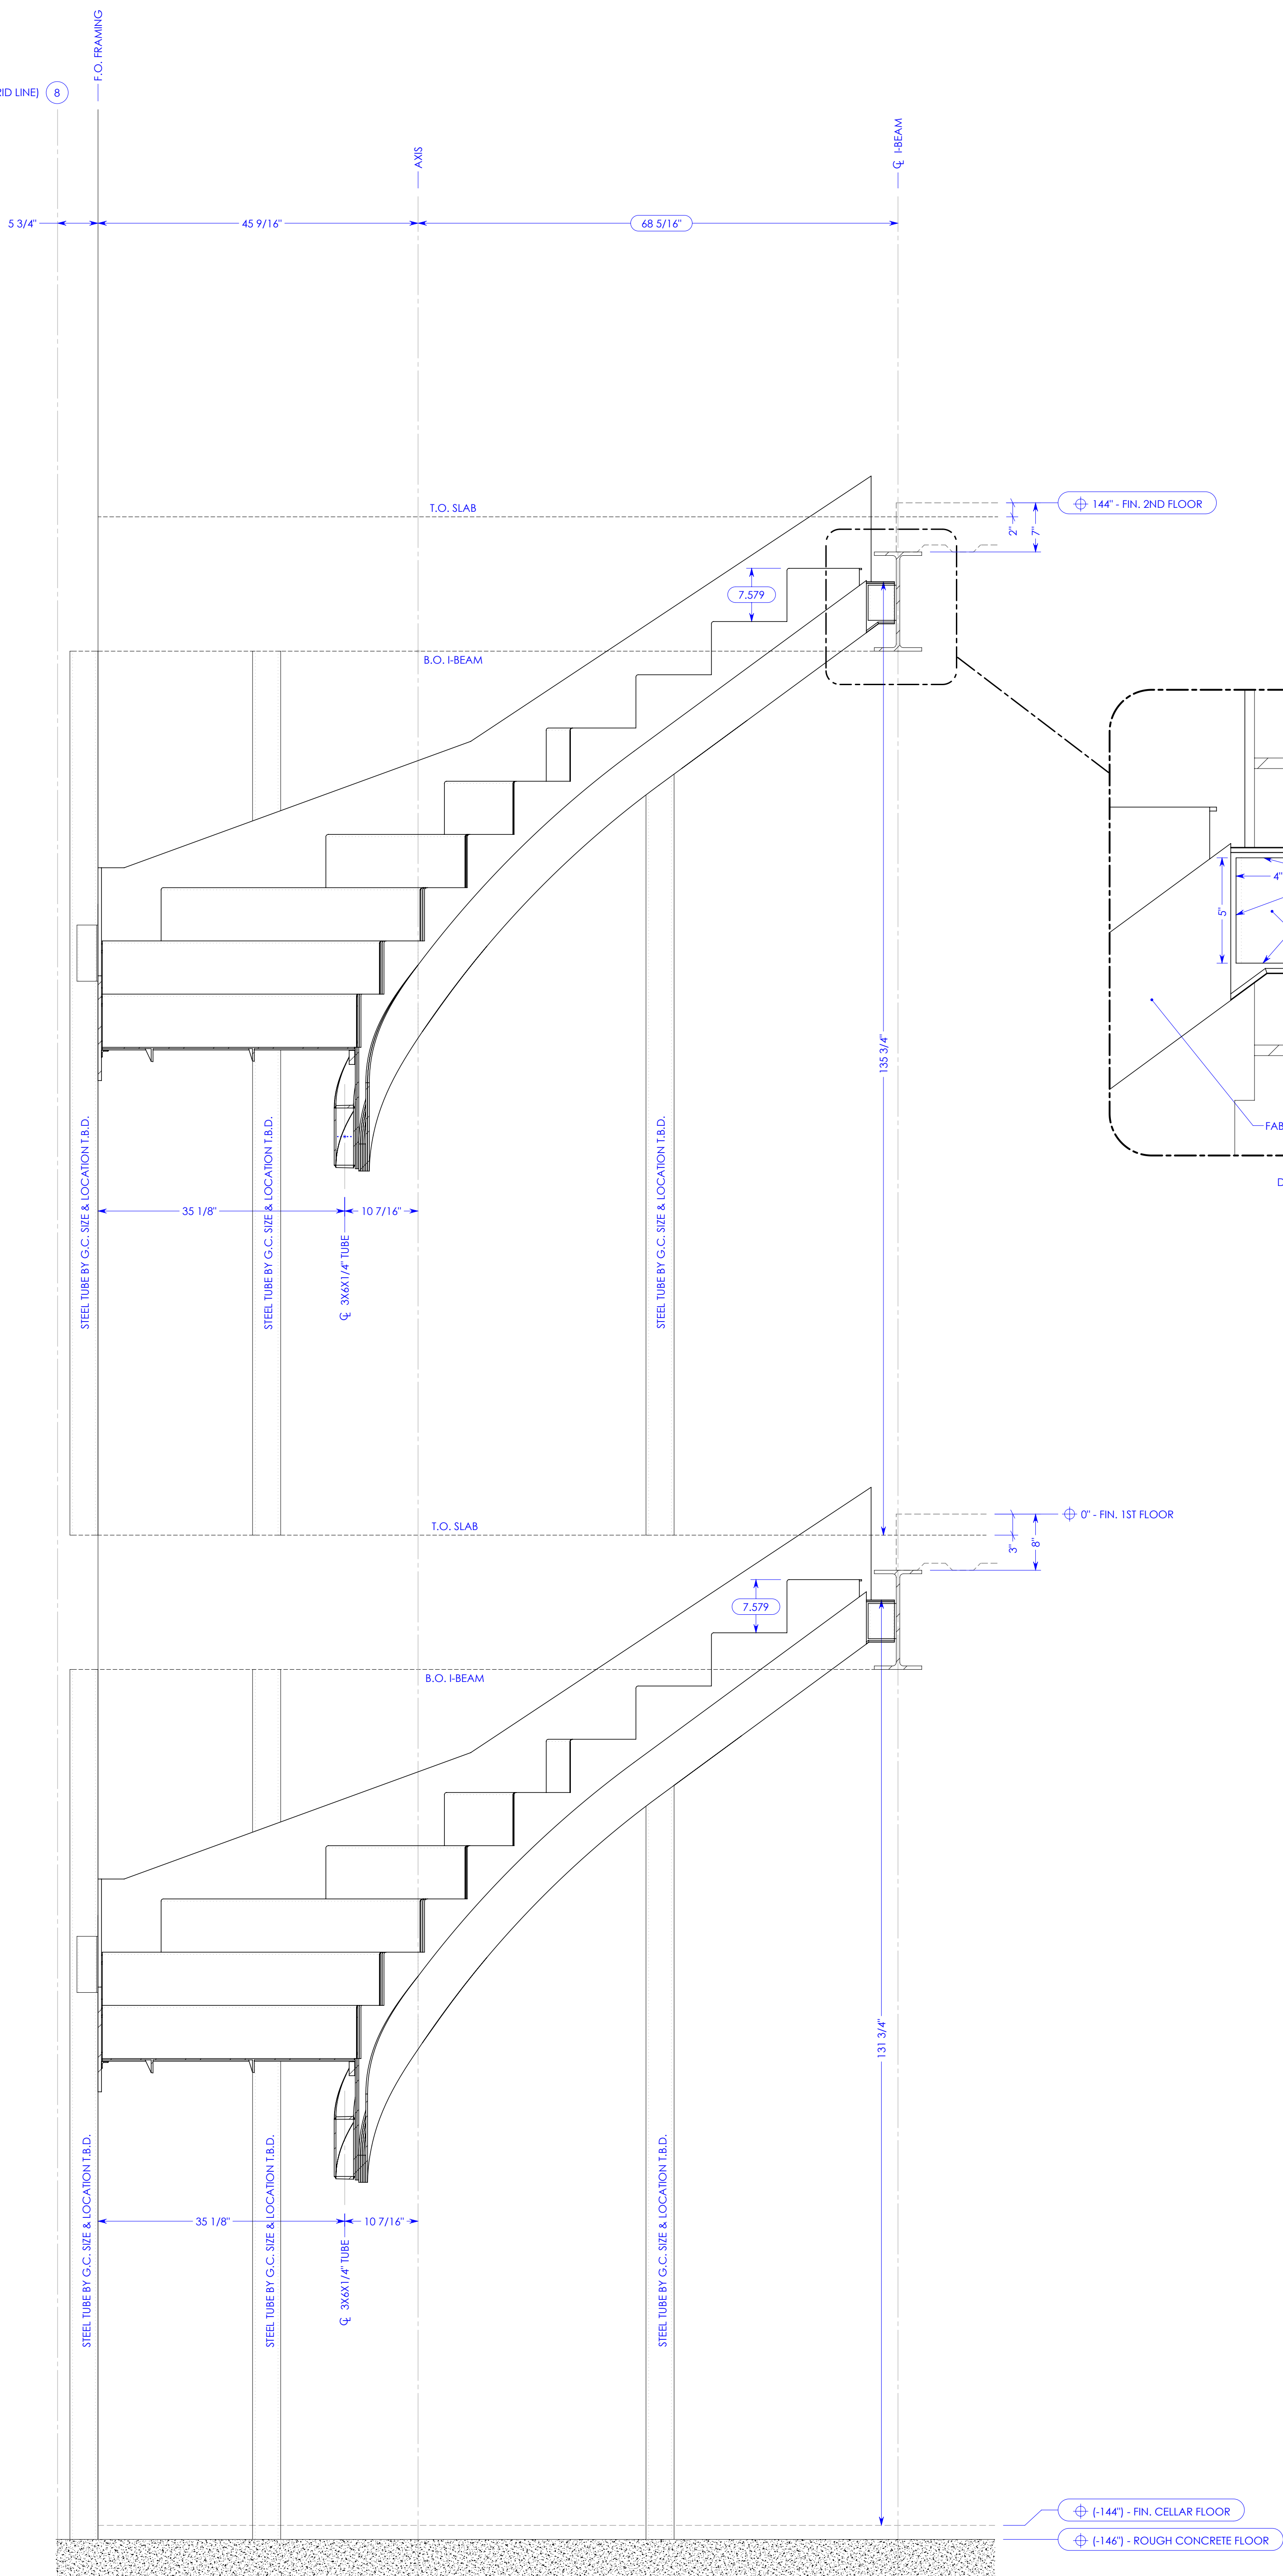 F.O. FRAMING
ID LINE) 8
AXIS
℄ I-BEAM
5 3/4"
45 9/16"
68 5/16"
T.O. SLAB
144" - FIN. 2ND FLOOR
2"
7"
7.579
B.O. I-BEAM
4"
5"
FAB
D
135 3/4"
STEEL TUBE BY G.C. SIZE & LOCATION T.B.D.
STEEL TUBE BY G.C. SIZE & LOCATION T.B.D.
STEEL TUBE BY G.C. SIZE & LOCATION T.B.D.
35 1/8"
10 7/16"
℄ 3X6X1/4" TUBE
T.O. SLAB
0" - FIN. 1ST FLOOR
3"
8"
7.579
B.O. I-BEAM
131 3/4"
STEEL TUBE BY G.C. SIZE & LOCATION T.B.D.
STEEL TUBE BY G.C. SIZE & LOCATION T.B.D.
STEEL TUBE BY G.C. SIZE & LOCATION T.B.D.
35 1/8"
10 7/16"
℄ 3X6X1/4" TUBE
(-144") - FIN. CELLAR FLOOR
(-146") - ROUGH CONCRETE FLOOR